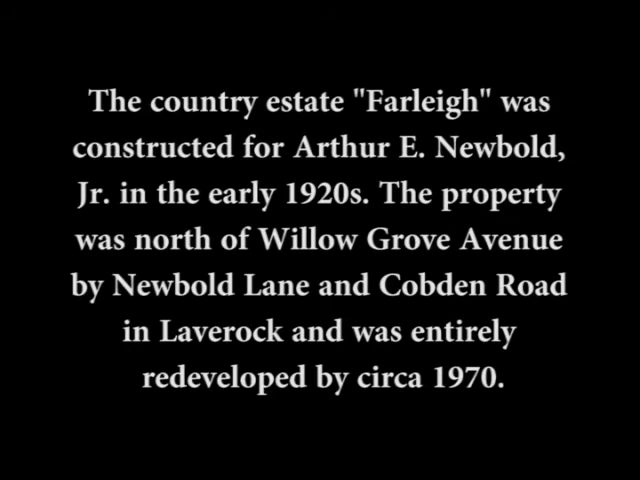 The country estate "Farleigh" was
constructed for Arthur E. Newbold,
Jr. in the early 1920s. The property
was north of Willow Grove Avenue
by Newbold Lane and Cobden Road
in Laverock and was entirely
redeveloped by circa 1970.